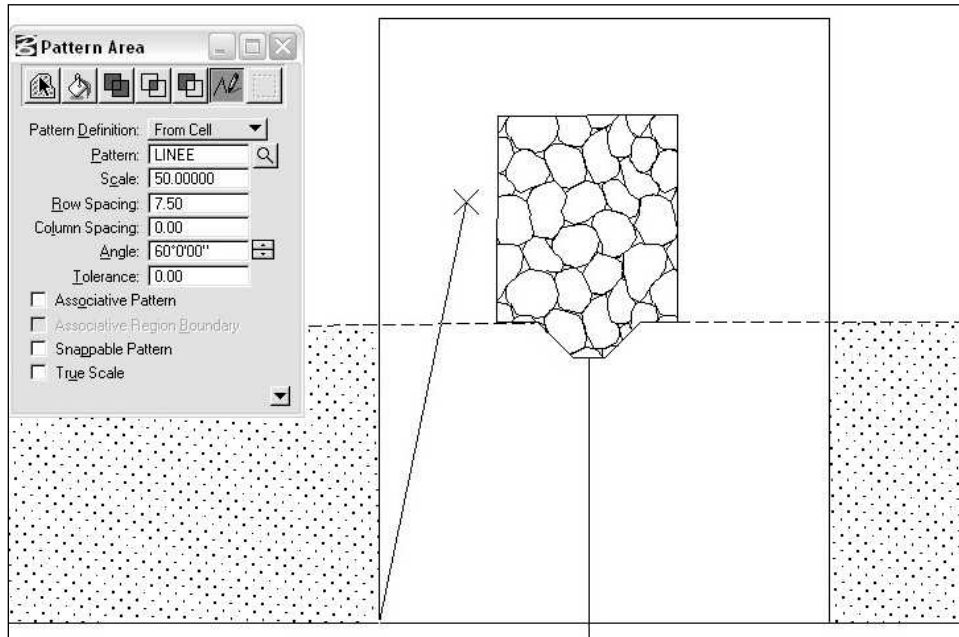 Pattern Area
Pattern Definition: From Cell
Pattern: LINEE
Scale: 50.00000
Row Spacing: 7.50
Column Spacing: 0.00
Angle: 60°0'00"
Tolerance: 0.00
Associative Pattern
Associative Region Boundary
Snappable Pattern
True Scale